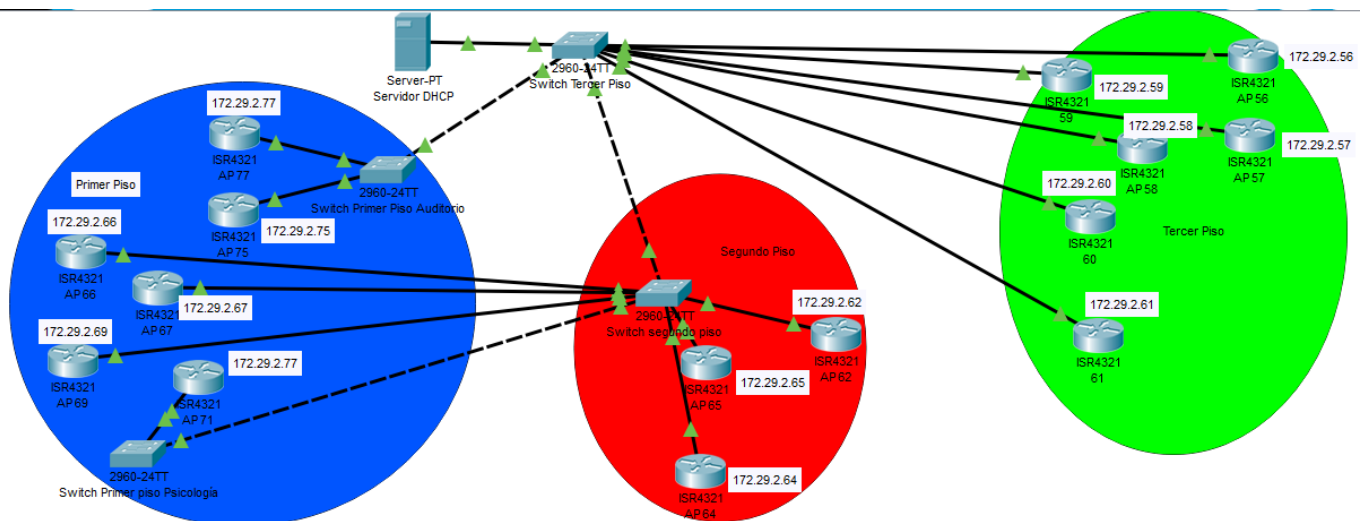 Server-PT
Servidor DHCP
2960-24TT
Switch Tercer Piso
172.29.2.77
ISR4321
AP77
2960-24TT
Switch Primer Piso Auditorio
Primer Piso
172.29.2.75
ISR4321
AP75
172.29.2.66
ISR4321
AP66
172.29.2.67
ISR4321
AP67
172.29.2.69
ISR4321
AP69
172.29.2.77
ISR4321
AP71
2960-24TT
Switch Primer piso Psicología
Segundo Piso
2960-24TT
Switch segundo piso
172.29.2.62
ISR4321
AP62
172.29.2.65
ISR4321
AP65
172.29.2.64
ISR4321
AP64
172.29.2.56
ISR4321
AP56
172.29.2.59
ISR4321
59
172.29.2.58
ISR4321
AP58
172.29.2.57
ISR4321
AP57
172.29.2.60
ISR4321
60
Tercer Piso
172.29.2.61
ISR4321
61